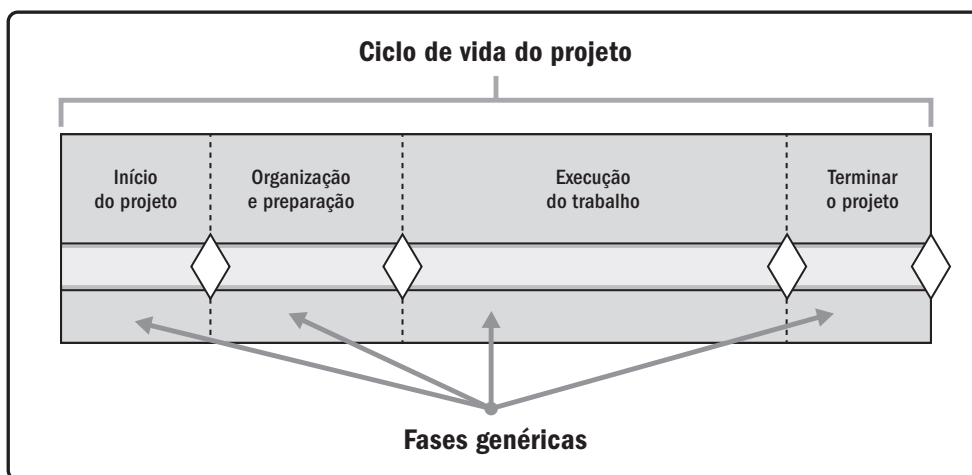 Ciclo de vida do projeto
Início
do projeto
Organização
e preparação
Execução
do trabalho
Terminar
o projeto
Fases genéricas